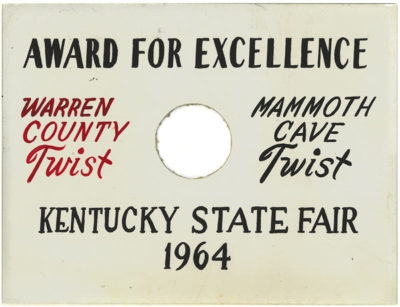 AWARD FOR EXCELLENCE
WARREN
COUNTY
Twist
MAMMOTH
CAVE
Twist
KENTUCKY STATE FAIR
1964